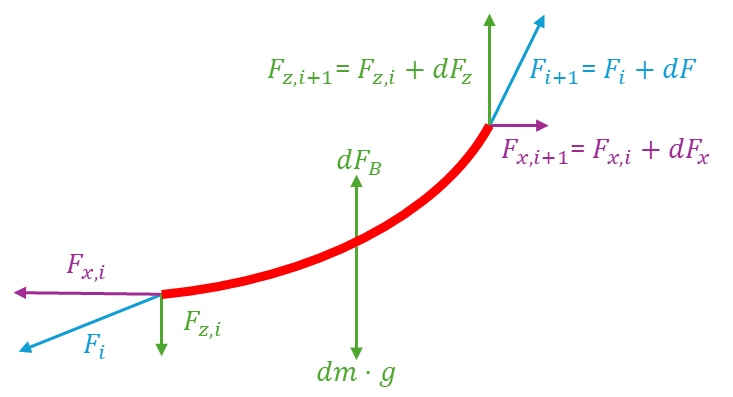 F_{z,i+1}= F_{z,i} + dF_z
F_{i+1}= F_i + dF
F_{x,i+1}= F_{x,i} + dF_x
dF_B
F_{x,i}
F_{z,i}
F_i
dm · g